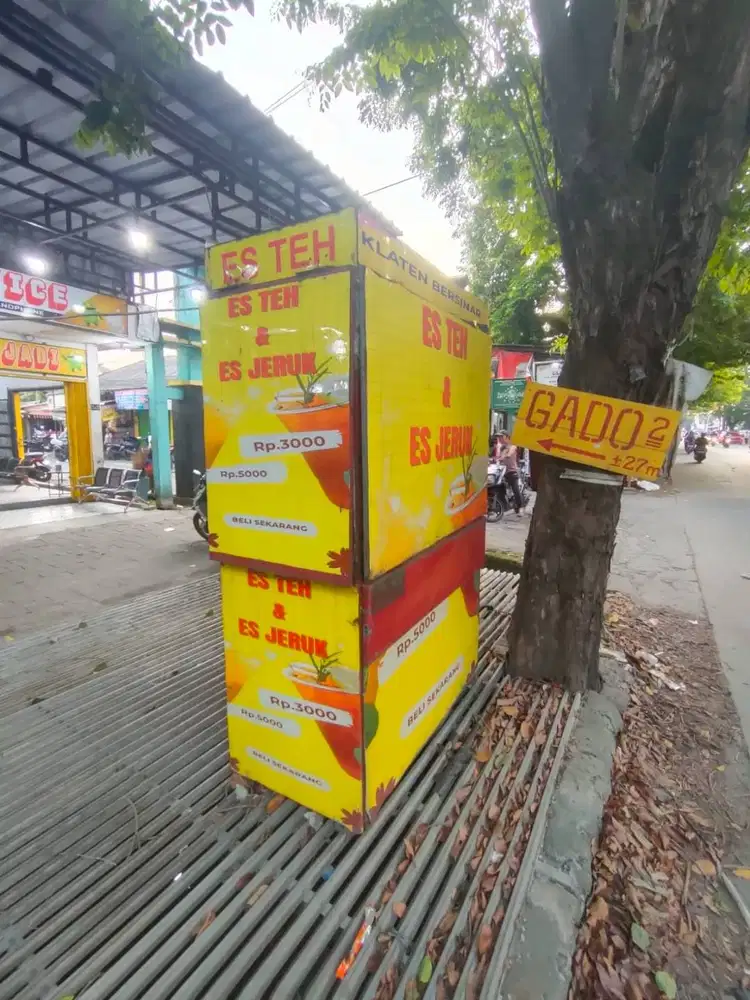 ES TEH
KLATEN BERSINAR
ES TEH
&
ES JERUK
Rp.3000
Rp.5000
BELI SEKARANG
ES TEH
&
ES JERUK
ES TEH
&
ES JERUK
Rp.3000
Rp.5000
BELI SEKARANG
Rp.5000
BELI SEKARANG
GADO2
±27m
JADI